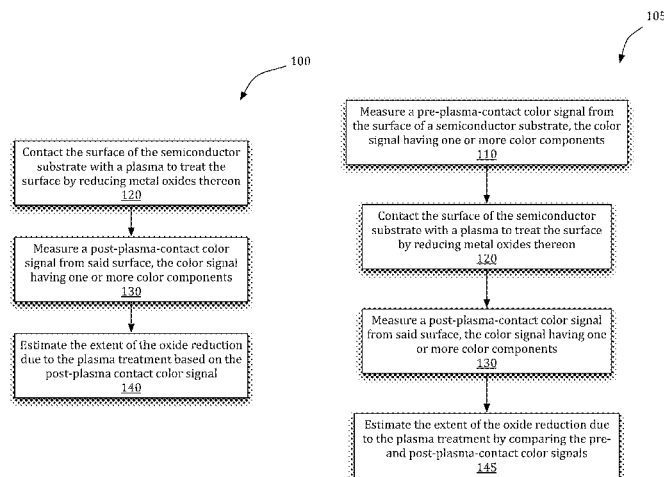 100
Contact the surface of the semiconductor
substrate with a plasma to treat the
surface by reducing metal oxides thereon
120
Measure a post-plasma-contact color
signal from said surface, the color signal
having one or more color components
130
Estimate the extent of the oxide reduction
due to the plasma treatment based on the
post-plasma contact color signal
140
105
Measure a pre-plasma-contact color signal from
the surface of a semiconductor substrate, the color
signal having one or more color components
110
Contact the surface of the semiconductor
substrate with a plasma to treat the surface
by reducing metal oxides thereon
120
Measure a post-plasma-contact color signal
from said surface, the color signal having one
or more color components
130
Estimate the extent of the oxide reduction due
to the plasma treatment by comparing the pre-
and post-plasma-contact color signals
145